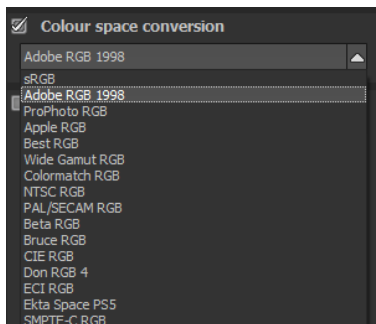 Colour space conversion
Adobe RGB 1998
sRGB
Adobe RGB 1998
ProPhoto RGB
Apple RGB
Best RGB
Wide Gamut RGB
Colormatch RGB
NTSC RGB
PAL/SECAM RGB
Beta RGB
Bruce RGB
CIE RGB
Don RGB 4
ECI RGB
Ekta Space PS5
SMPTE-C RGB